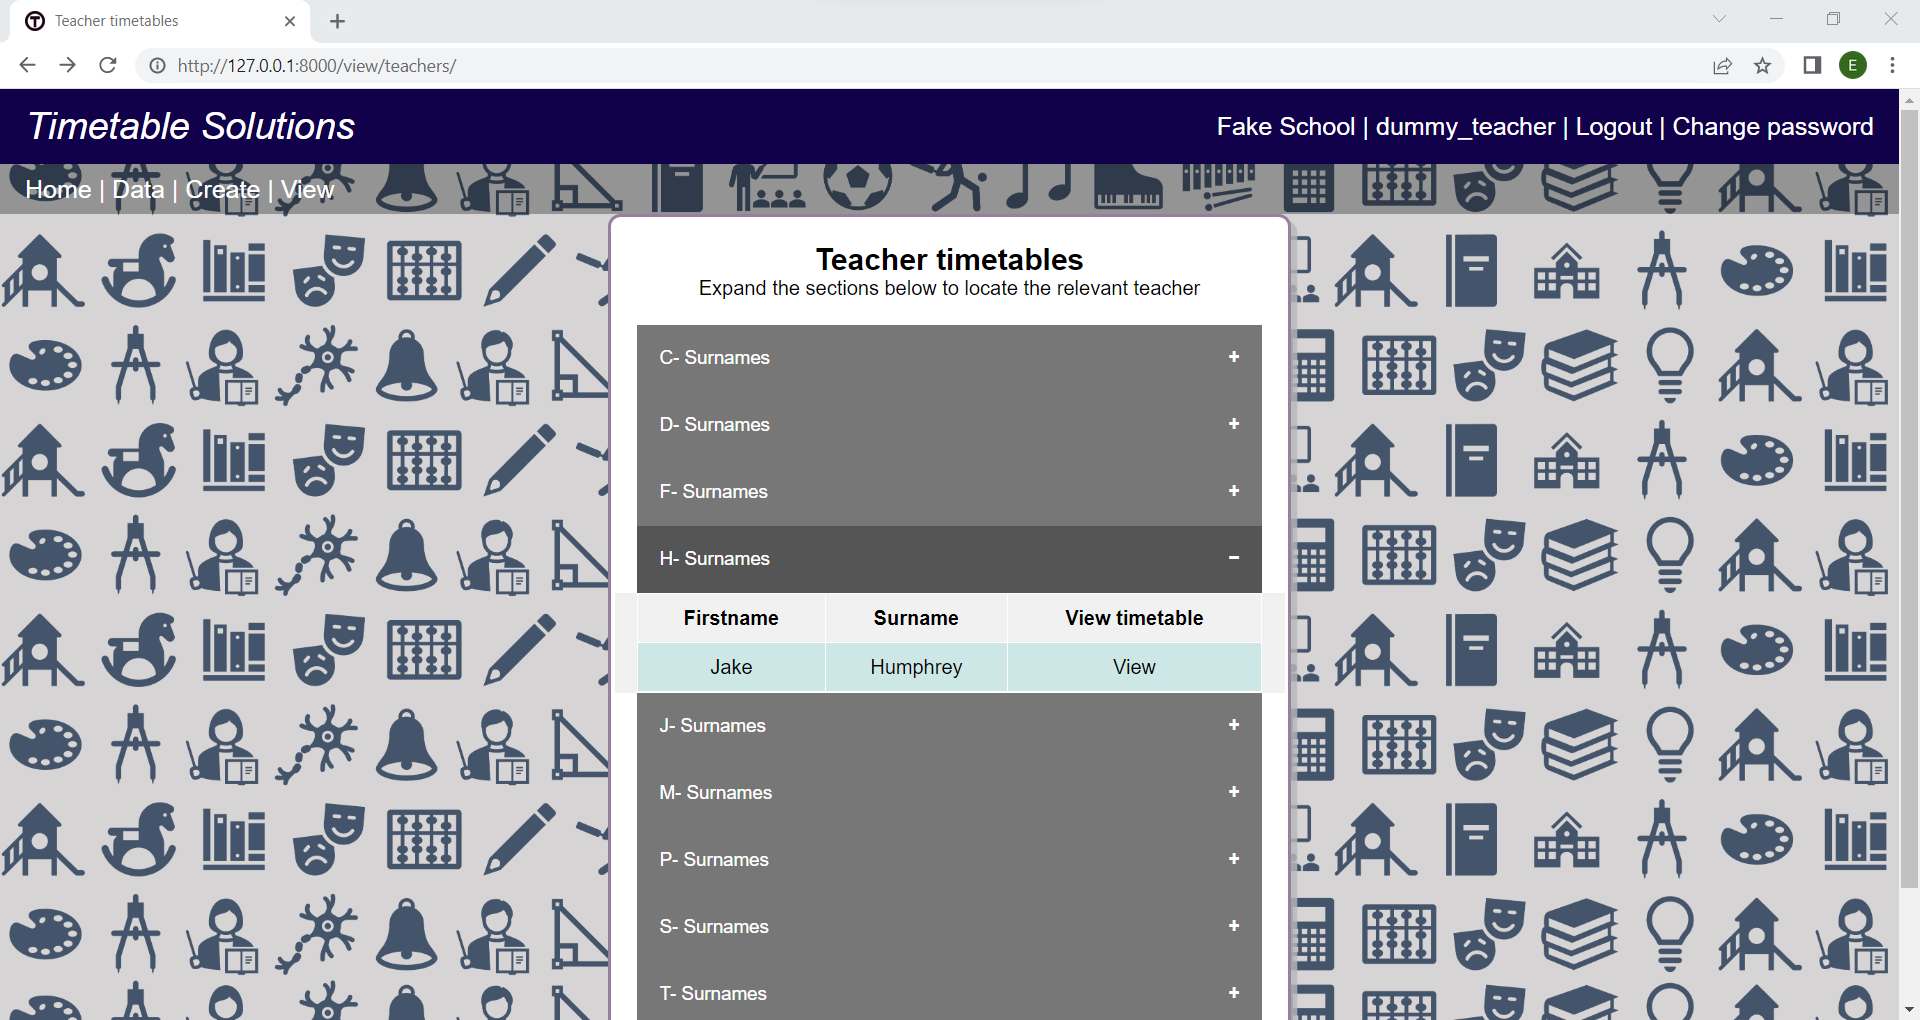 Teacher timetables
http://127.0.0.1:8000/view/teachers/
E
Timetable Solutions
Fake School | dummy_teacher | Logout | Change password
Home | Data | Create | View
Teacher timetables
Expand the sections below to locate the relevant teacher
C- Surnames +
D- Surnames +
F- Surnames +
H- Surnames −
Firstname Surname View timetable
Jake Humphrey View
J- Surnames +
M- Surnames +
P- Surnames +
S- Surnames +
T- Surnames +